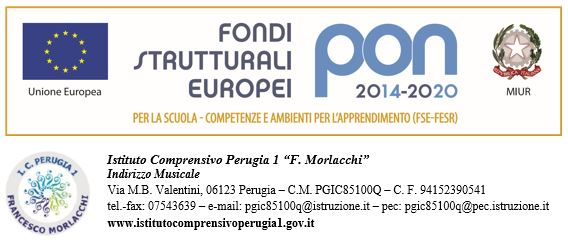 FONDI
STRUTTURALI
EUROPEI
pon
2014-2020
Unione Europea
MIUR
PER LA SCUOLA - COMPETENZE E AMBIENTI PER L'APPRENDIMENTO (FSE-FESR)
I. C. PERUGIA 1
FRANCESCO MORLACCHI
Istituto Comprensivo Perugia 1 “F. Morlacchi”
Indirizzo Musicale
Via M.B. Valentini, 06123 Perugia – C.M. PGIC85100Q – C. F. 94152390541
tel.-fax: 07543639 – e-mail: pgic85100q@istruzione.it – pec: pgic85100q@pec.istruzione.it
www.istitutocomprensivoperugia1.gov.it